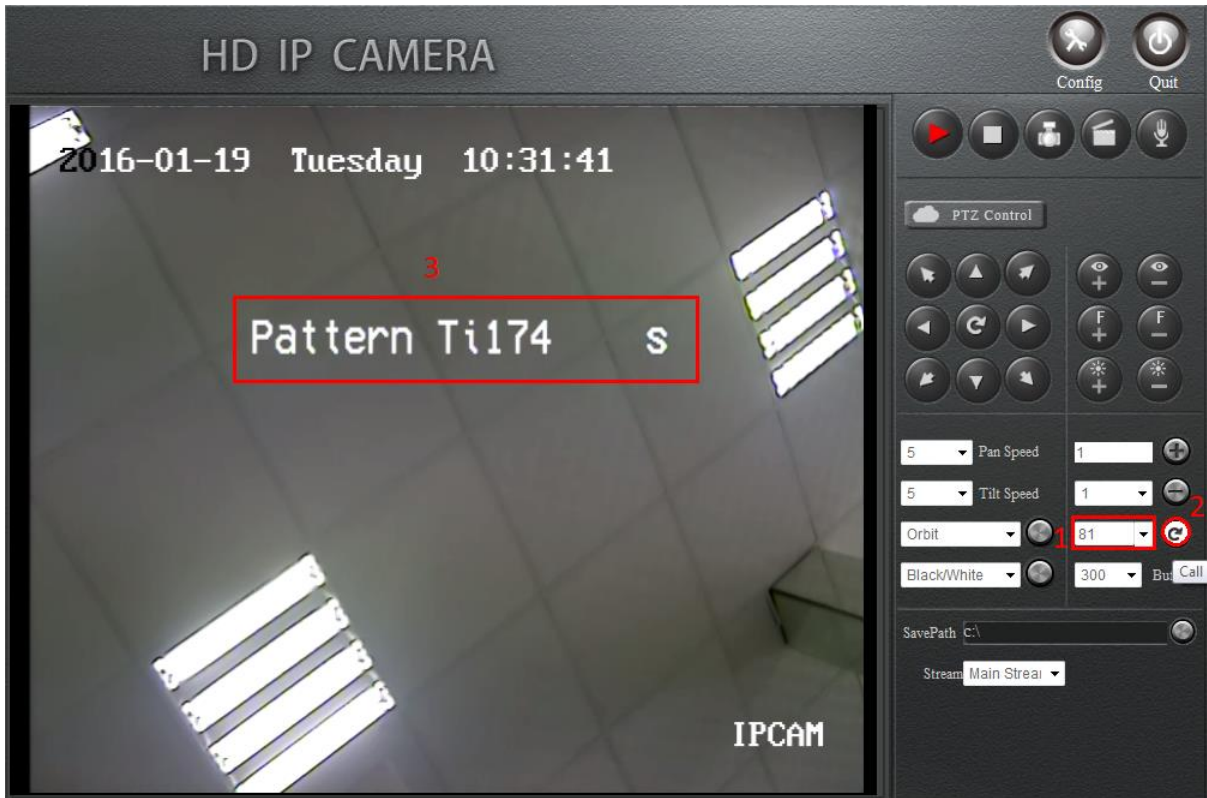 HD IP CAMERA
Config
Quit
2016-01-19 Tuesday 10:31:41
3
Pattern Ti174 s
IPCAM
PTZ Control
F
F
5 Pan Speed
1
5 Tilt Speed
1
2
Orbit
1
81
Black/White
300
Call
SavePath c:\
Stream Main Strea